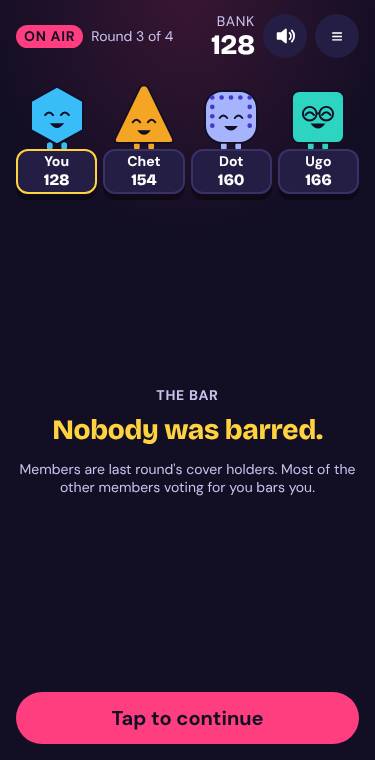 ON AIR
Round 3 of 4
BANK
128
You
128
Chet
154
Dot
160
Ugo
166
THE BAR
Nobody was barred.
Members are last round's cover holders. Most of the
other members voting for you bars you.
Tap to continue